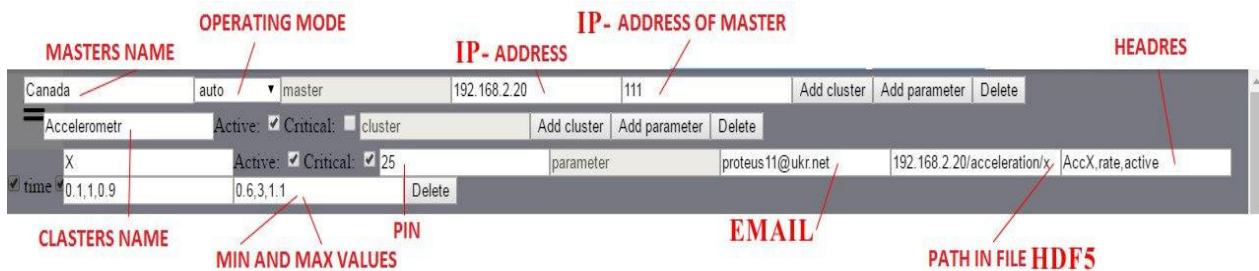 OPERATING MODE
IP- ADDRESS OF MASTER
MASTERS NAME
IP- ADDRESS
HEADRES
Canada auto master 192.168.2.20 111 Add cluster Add parameter Delete
Accelerometr Active: Critical: cluster Add cluster Add parameter Delete
X Active: Critical: 25 parameter proteus11@ukr.net 192.168.2.20/acceleration/x AccX,rate,active
time 0.1,1,0.9 0.6,3,1.1 Delete
CLASTERS NAME
MIN AND MAX VALUES
PIN
EMAIL
PATH IN FILE HDF5